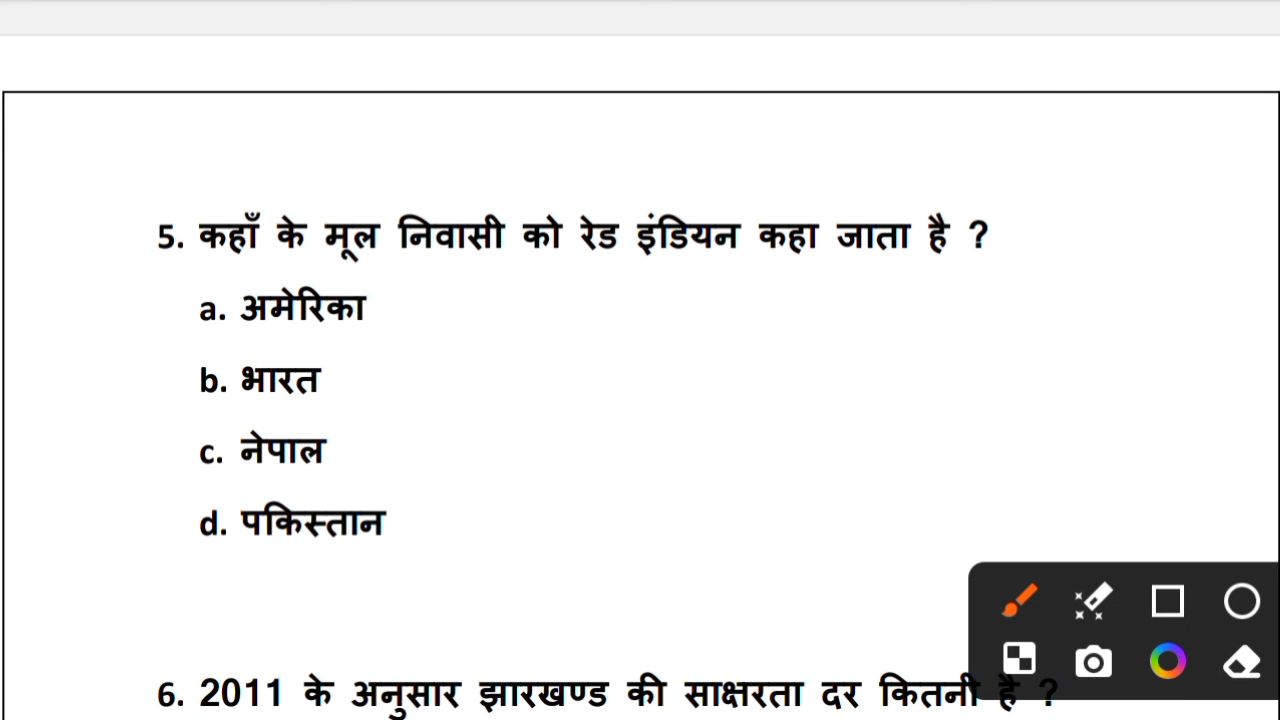 5. कहाँ के मूल निवासी को रेड इंडियन कहा जाता है ?
a. अमेरिका
b. भारत
c. नेपाल
d. पकिस्तान
6. 2011 के अनुसार झारखण्ड की साक्षरता दर कितनी है ?